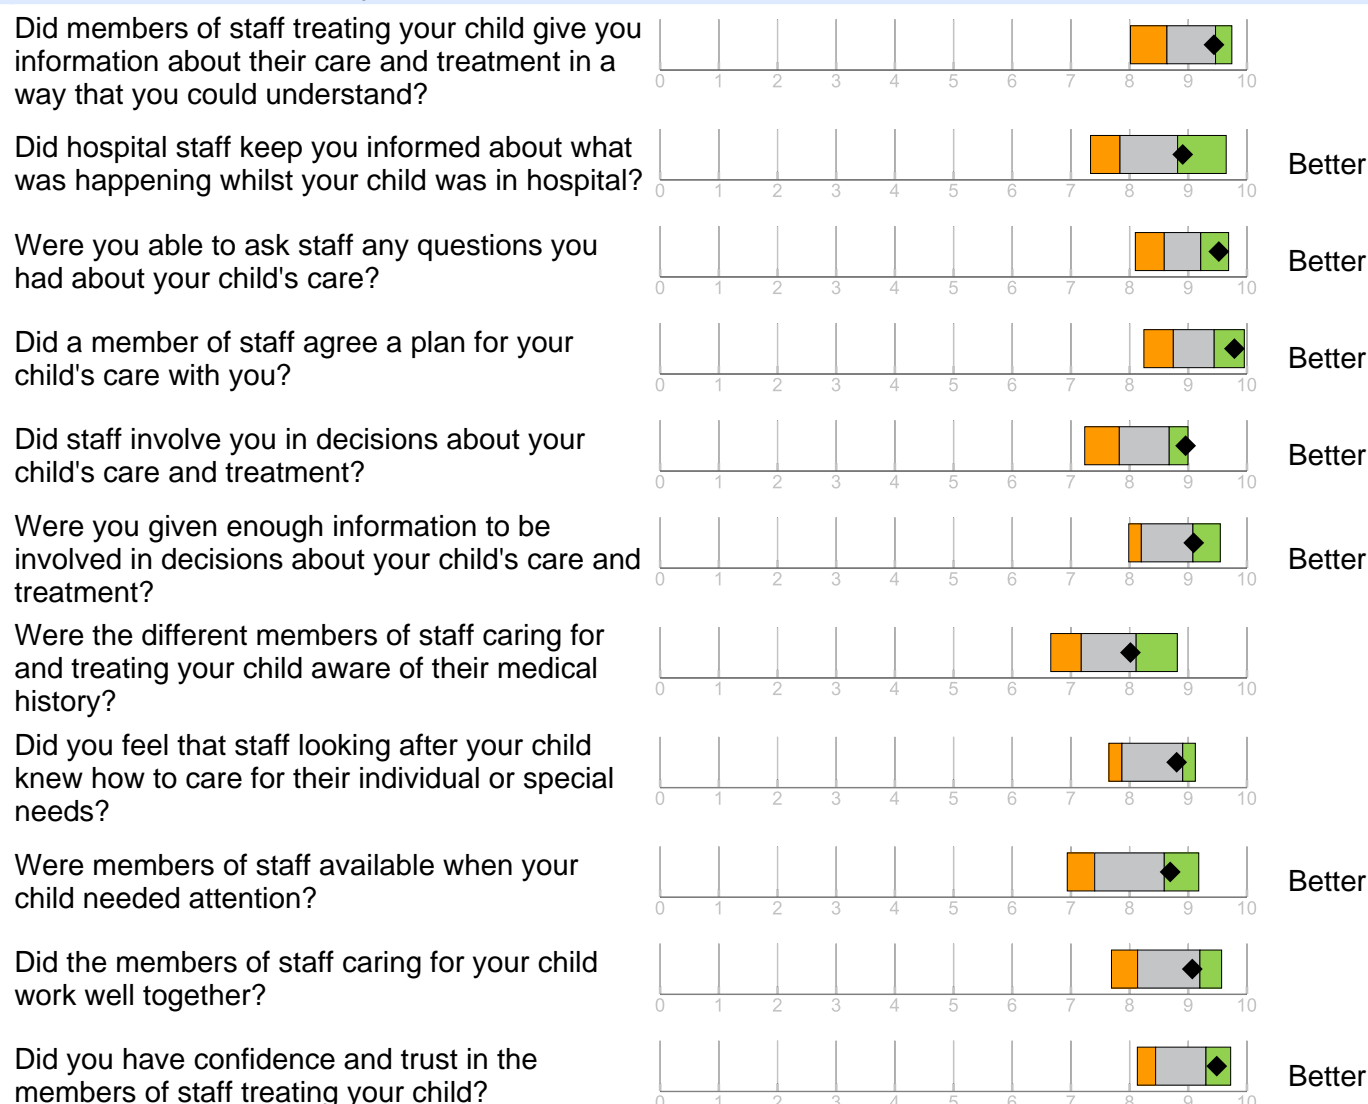 Did members of staff treating your child give you
information about their care and treatment in a
way that you could understand?
0 1 2 3 4 5 6 7 8 9 10
Did hospital staff keep you informed about what
was happening whilst your child was in hospital?
0 1 2 3 4 5 6 7 8 9 10
Better
Were you able to ask staff any questions you
had about your child's care?
0 1 2 3 4 5 6 7 8 9 10
Better
Did a member of staff agree a plan for your
child's care with you?
0 1 2 3 4 5 6 7 8 9 10
Better
Did staff involve you in decisions about your
child's care and treatment?
0 1 2 3 4 5 6 7 8 9 10
Better
Were you given enough information to be
involved in decisions about your child's care and
treatment?
0 1 2 3 4 5 6 7 8 9 10
Better
Were the different members of staff caring for
and treating your child aware of their medical
history?
0 1 2 3 4 5 6 7 8 9 10
Did you feel that staff looking after your child
knew how to care for their individual or special
needs?
0 1 2 3 4 5 6 7 8 9 10
Were members of staff available when your
child needed attention?
0 1 2 3 4 5 6 7 8 9 10
Better
Did the members of staff caring for your child
work well together?
0 1 2 3 4 5 6 7 8 9 10
Did you have confidence and trust in the
members of staff treating your child?
0 1 2 3 4 5 6 7 8 9 10
Better